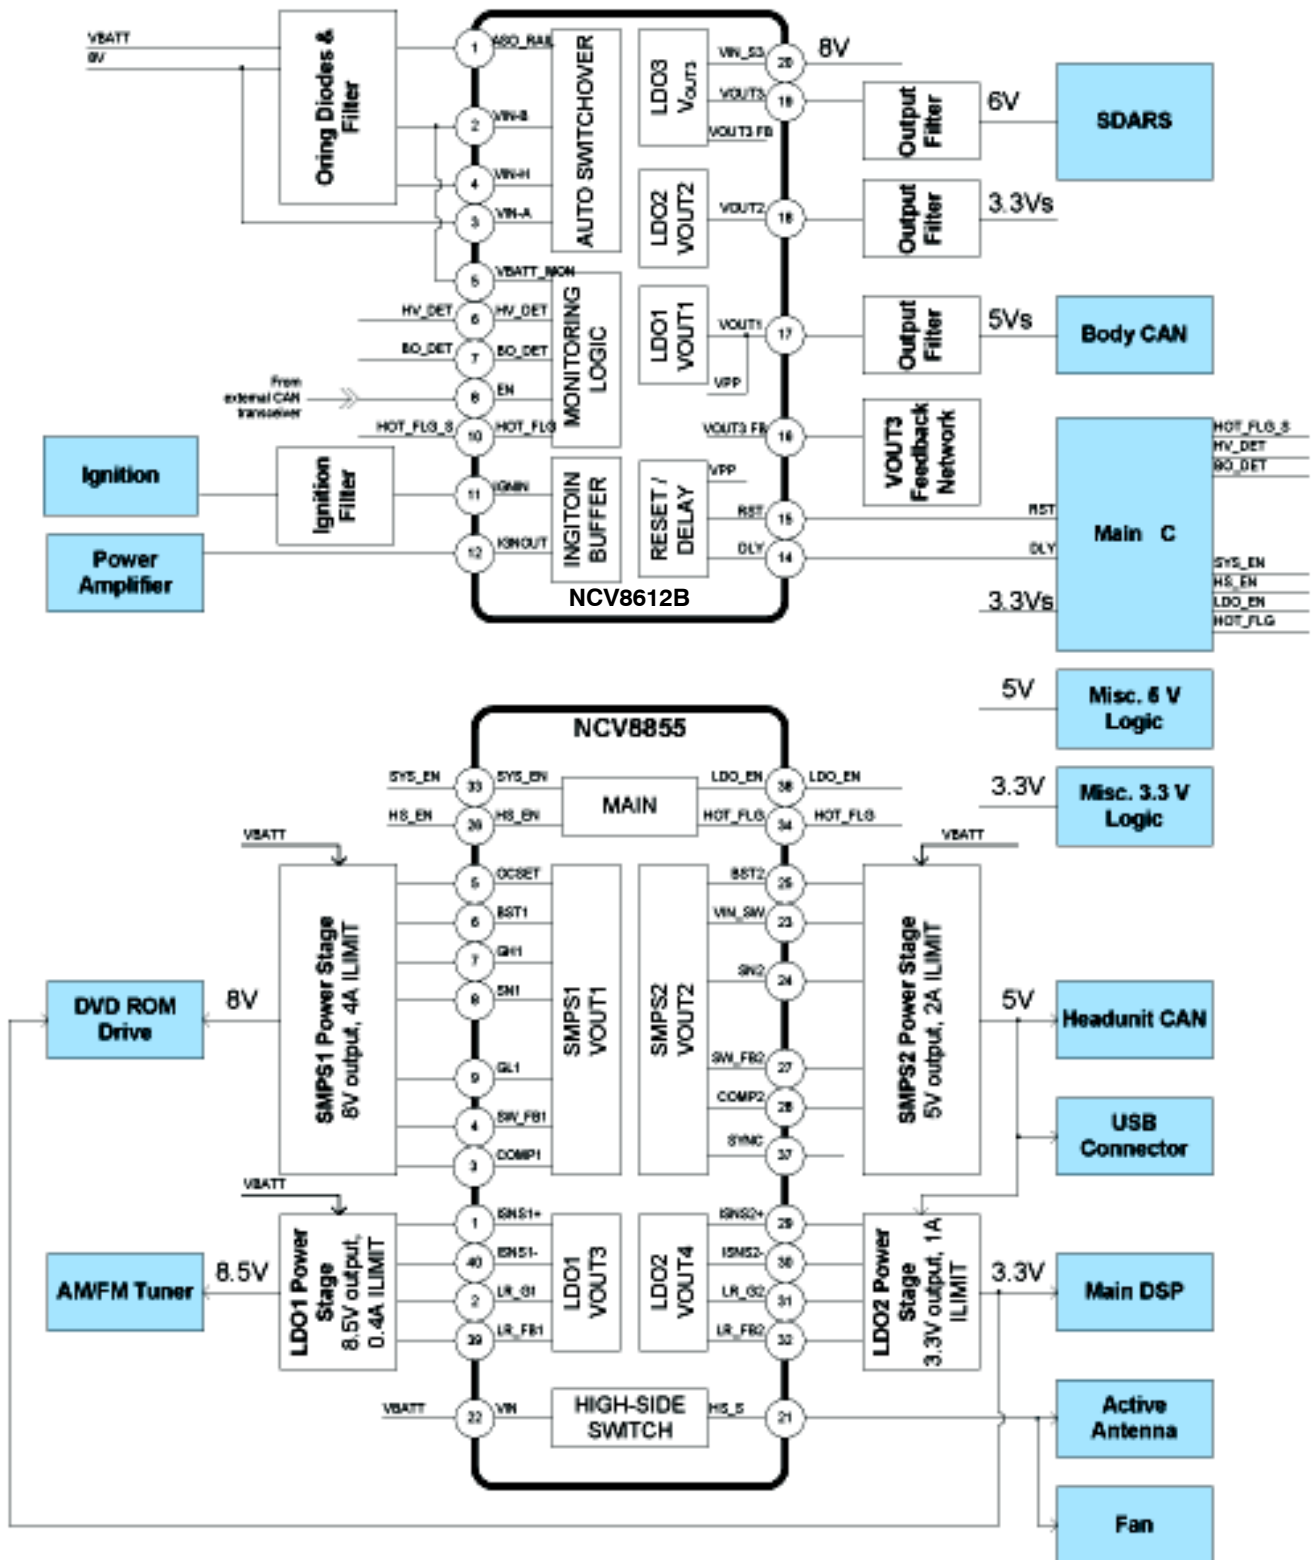 VBATT
8V
Oring Diodes &
Filter
1
ASO_RAIL
2
VIN-B
4
VIN-H
3
VIN-A
AUTO SWITCHOVER
5
VBATT_MON
HV_DET
6
HV_DET
BO_DET
7
BO_DET
From
external CAN
transceiver
8
EN
HOT_FLG_S
10
HOT_FLG
MONITORING
LOGIC
Ignition
Ignition
Filter
11
IGNIN
Power
Amplifier
12
IGNOUT
INGITOIN
BUFFER
LDO3
VOUT3
VIN_S3
20
8V
VOUT3
19
VOUT3 FB
Output
Filter
6V
SDARS
LDO2
VOUT2
VOUT2
18
Output
Filter
3.3Vs
LDO1
VOUT1
VOUT1
17
VPP
Output
Filter
5Vs
Body CAN
VOUT3 FB
16
VOUT3
Feedback
Network
RESET /
DELAY
VPP
RST
15
DLY
14
RST
DLY
3.3Vs
Main C
HOT_FLG_S
HV_DET
BO_DET
SYS_EN
HS_EN
LDO_EN
HOT_FLG
NCV8612B
5V
Misc. 5 V
Logic
3.3V
Misc. 3.3 V
Logic
NCV8855
SYS_EN
33
SYS_EN
HS_EN
26
HS_EN
MAIN
LDO_EN
38
LDO_EN
HOT_FLG
34
HOT_FLG
VBATT
SMPS1 Power Stage
8V output, 4A ILIMIT
5
OCSET
6
BST1
7
GH1
8
SN1
9
GL1
4
SW_FB1
3
COMP1
SMPS1
VOUT1
DVD ROM
Drive
8V
VBATT
SMPS2
VOUT2
BST2
25
VIN_SW
23
SN2
24
SW_FB2
27
COMP2
28
SYNC
37
SMPS2 Power Stage
5V output, 2A ILIMIT
5V
Headunit CAN
USB
Connector
VBATT
LDO1 Power
Stage
8.5V output,
0.4A ILIMIT
1
ISNS1+
40
ISNS1-
2
LR_G1
39
LR_FB1
LDO1
VOUT3
AM/FM Tuner
8.5V
LDO2
VOUT4
ISNS2+
29
ISNS2-
30
LR_G2
31
LR_FB2
32
LDO2 Power
Stage
3.3V output, 1A
ILIMIT
3.3V
Main DSP
VBATT
22
VIN
HIGH-SIDE
SWITCH
HS_S
21
Active
Antenna
Fan